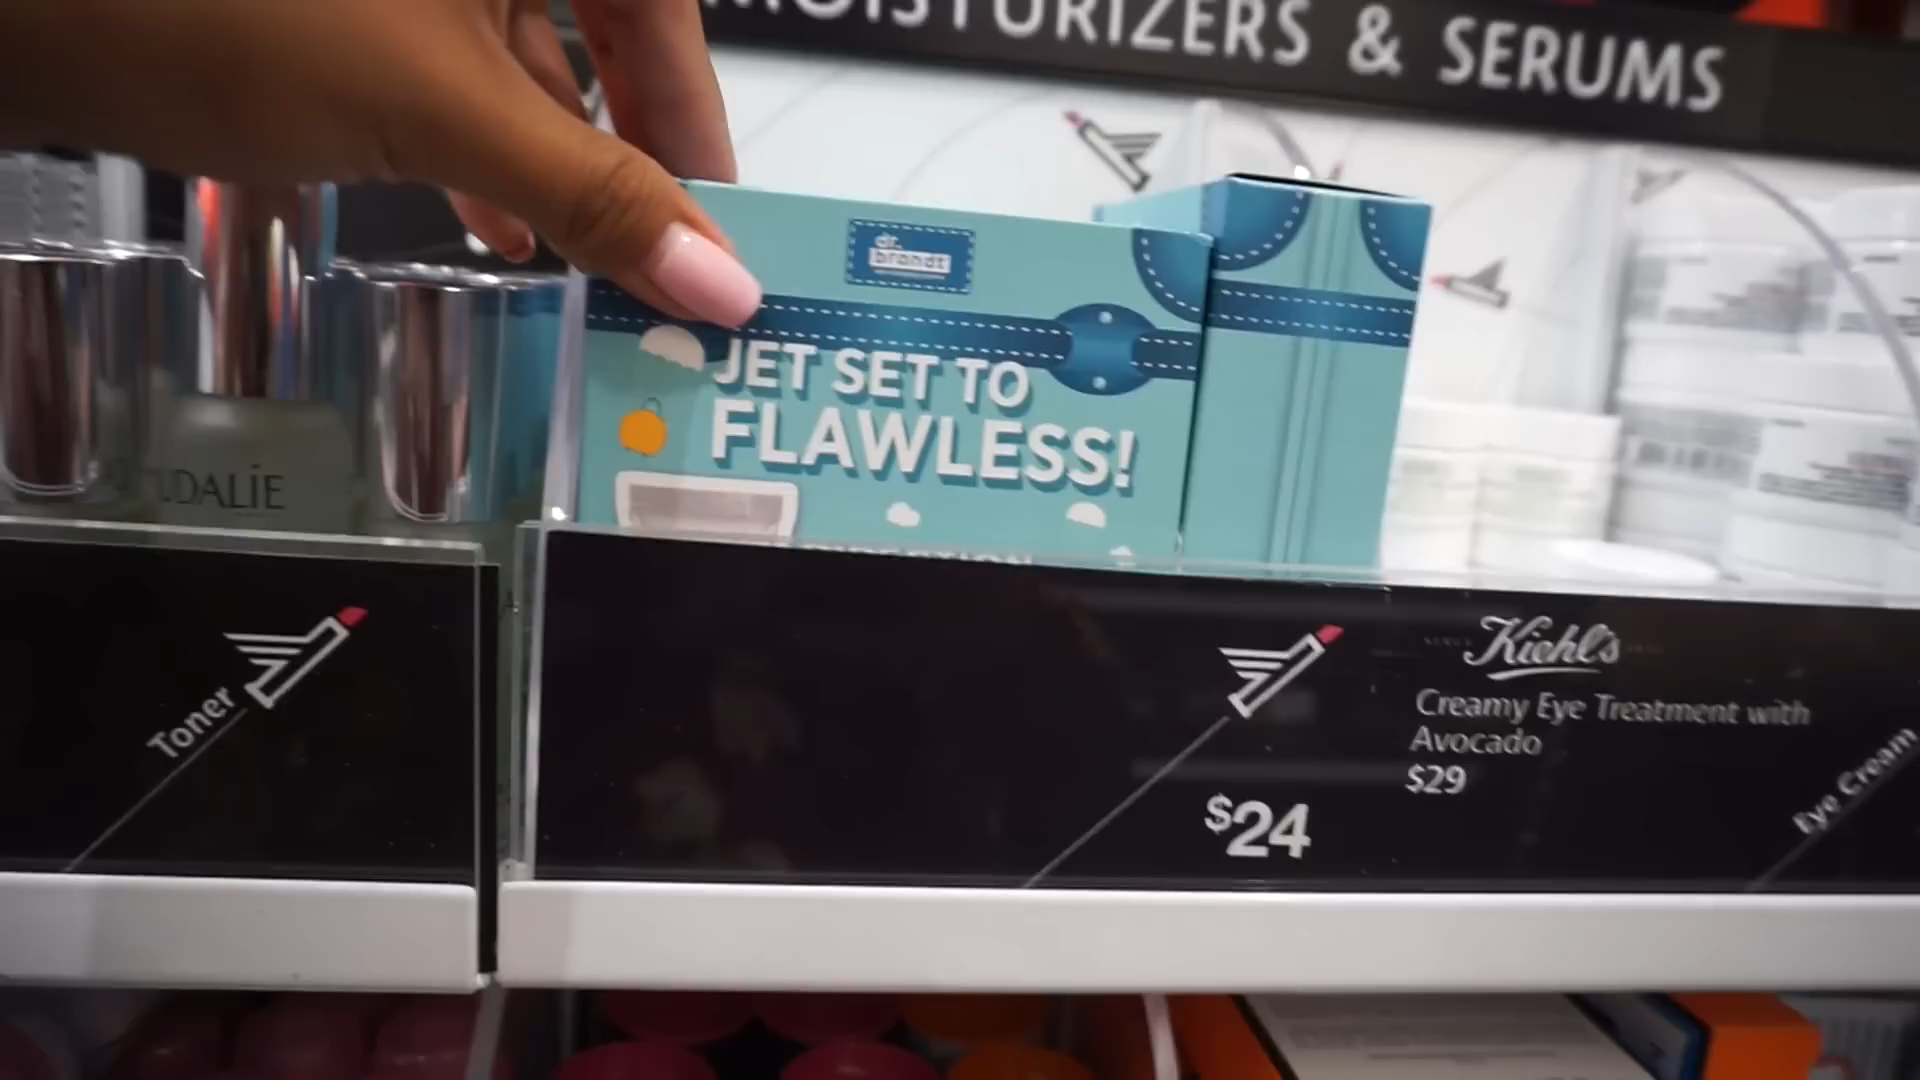 MOISTURIZERS & SERUMS
dr.
brandt
JET SET TO
FLAWLESS!
UDALÍE
Toner
$24
Kiehl's
Creamy Eye Treatment with
Avocado
$29
Eye Cream